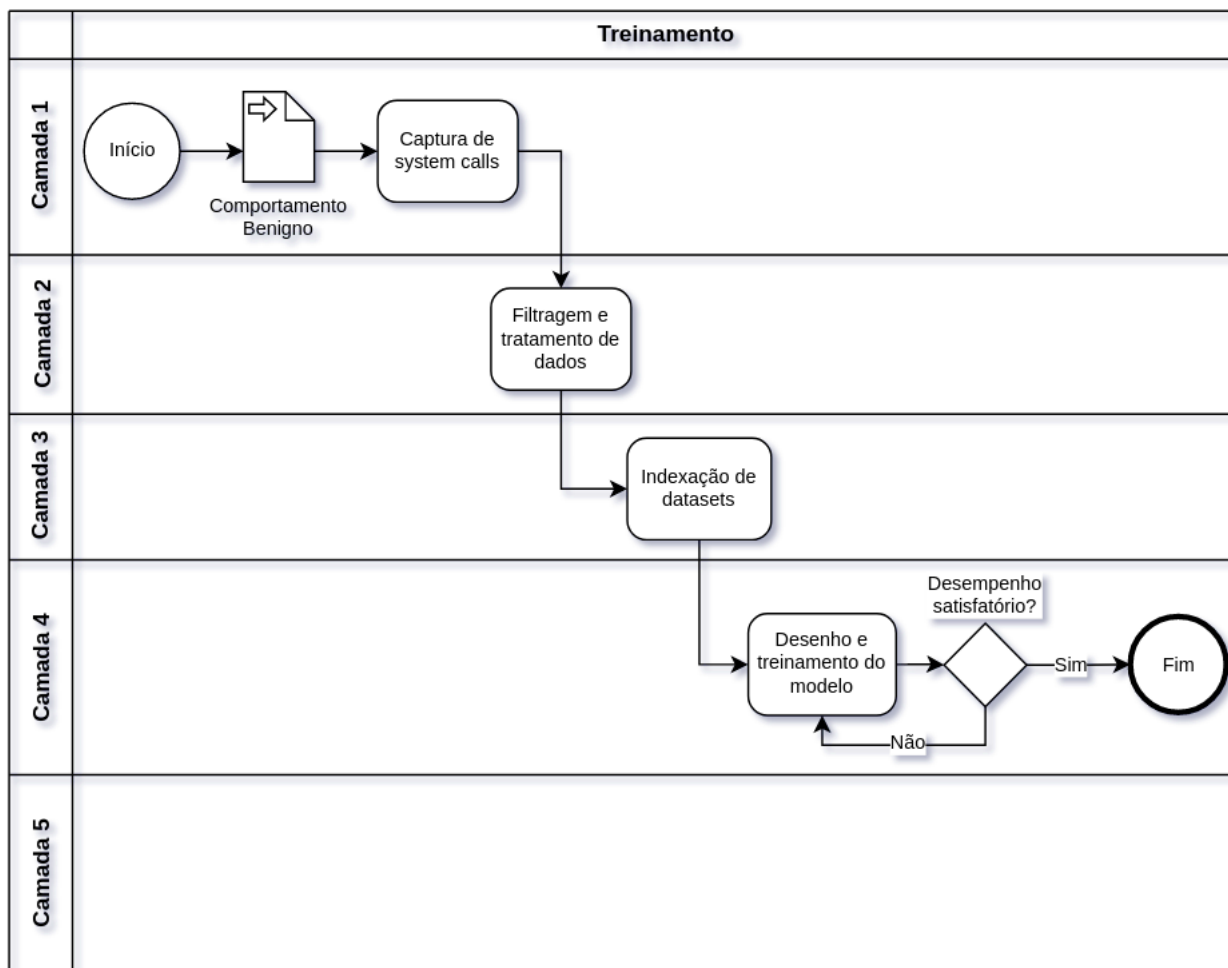 Treinamento
Camada 1
Início
Comportamento
Benigno
Captura de
system calls
Camada 2
Filtragem e
tratamento de
dados
Camada 3
Indexação de
datasets
Camada 4
Desenho e
treinamento do
modelo
Desempenho
satisfatório?
Sim
Fim
Não
Camada 5